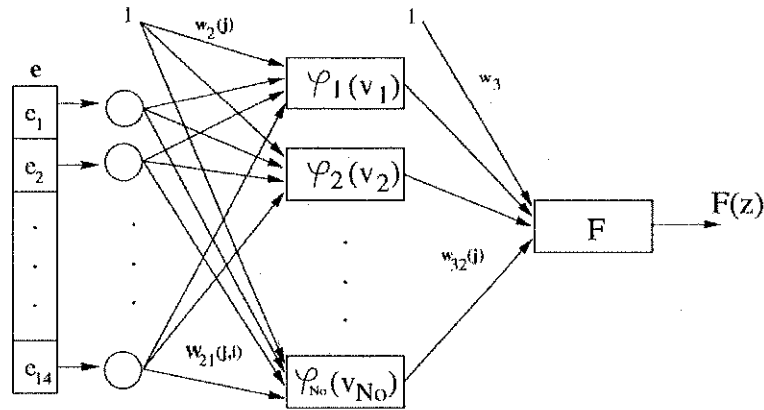 1
w₂(j)
1
e
w₃
e₁
φ₁(v₁)
e₂
φ₂(v₂)
F(z)
F
w₃₂(j)
w₂₁(j,i)
e₁₄
φ_No(v_No)